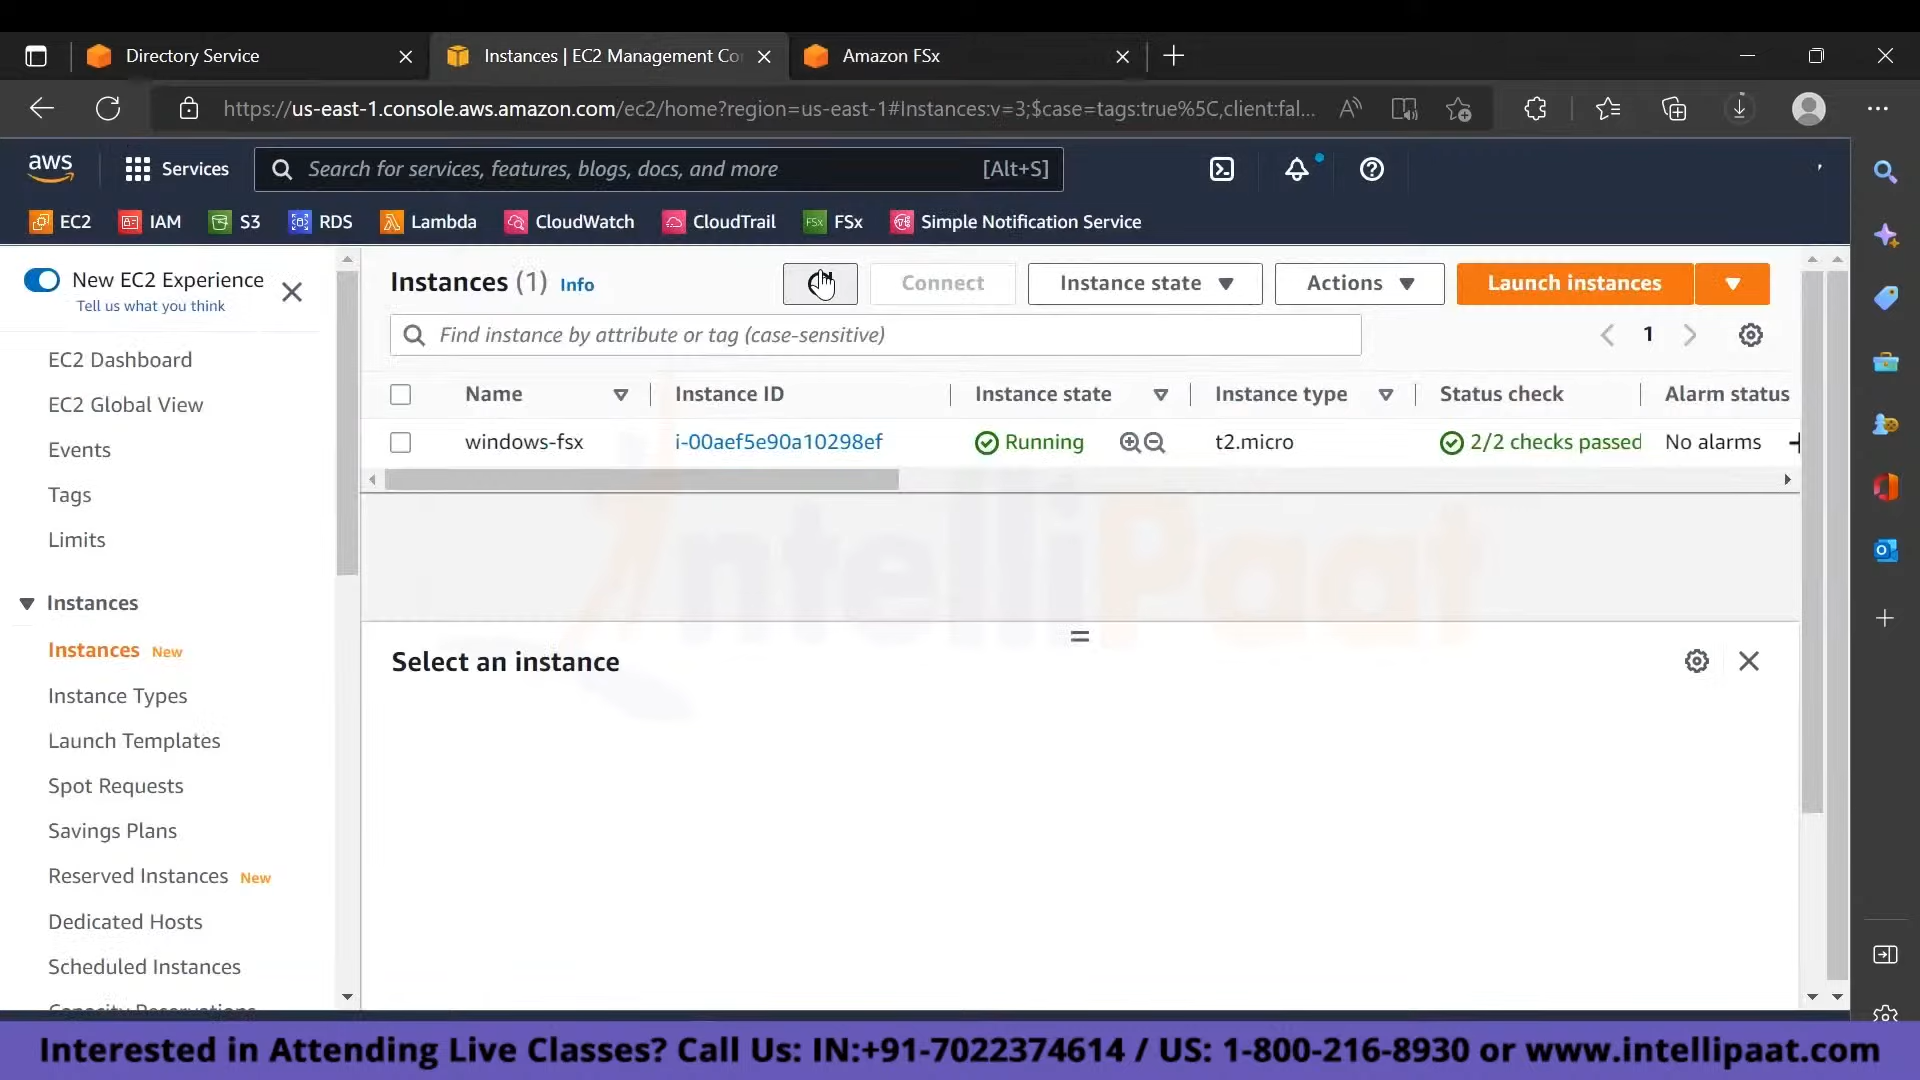 Directory Service
Instances | EC2 Management Co
Amazon FSx
https://us-east-1.console.aws.amazon.com/ec2/home?region=us-east-1#Instances:v=3;$case=tags:true%5C,client:fal...
aws
Services
Search for services, features, blogs, docs, and more
[Alt+S]
EC2
IAM
S3
RDS
Lambda
CloudWatch
CloudTrail
FSx
FSx
Simple Notification Service
New EC2 Experience
Tell us what you think
EC2 Dashboard
EC2 Global View
Events
Tags
Limits
Instances
Instances New
Instance Types
Launch Templates
Spot Requests
Savings Plans
Reserved Instances New
Dedicated Hosts
Scheduled Instances
Capacity Reservations
Instances (1) Info
Connect
Instance state
Actions
Launch instances
Find instance by attribute or tag (case-sensitive)
1
Name Instance ID Instance state Instance type Status check Alarm status
windows-fsx i-00aef5e90a10298ef Running t2.micro 2/2 checks passed No alarms
intelliPaat
Select an instance
Interested in Attending Live Classes? Call Us: IN:+91-7022374614 / US: 1-800-216-8930 or www.intellipaat.com